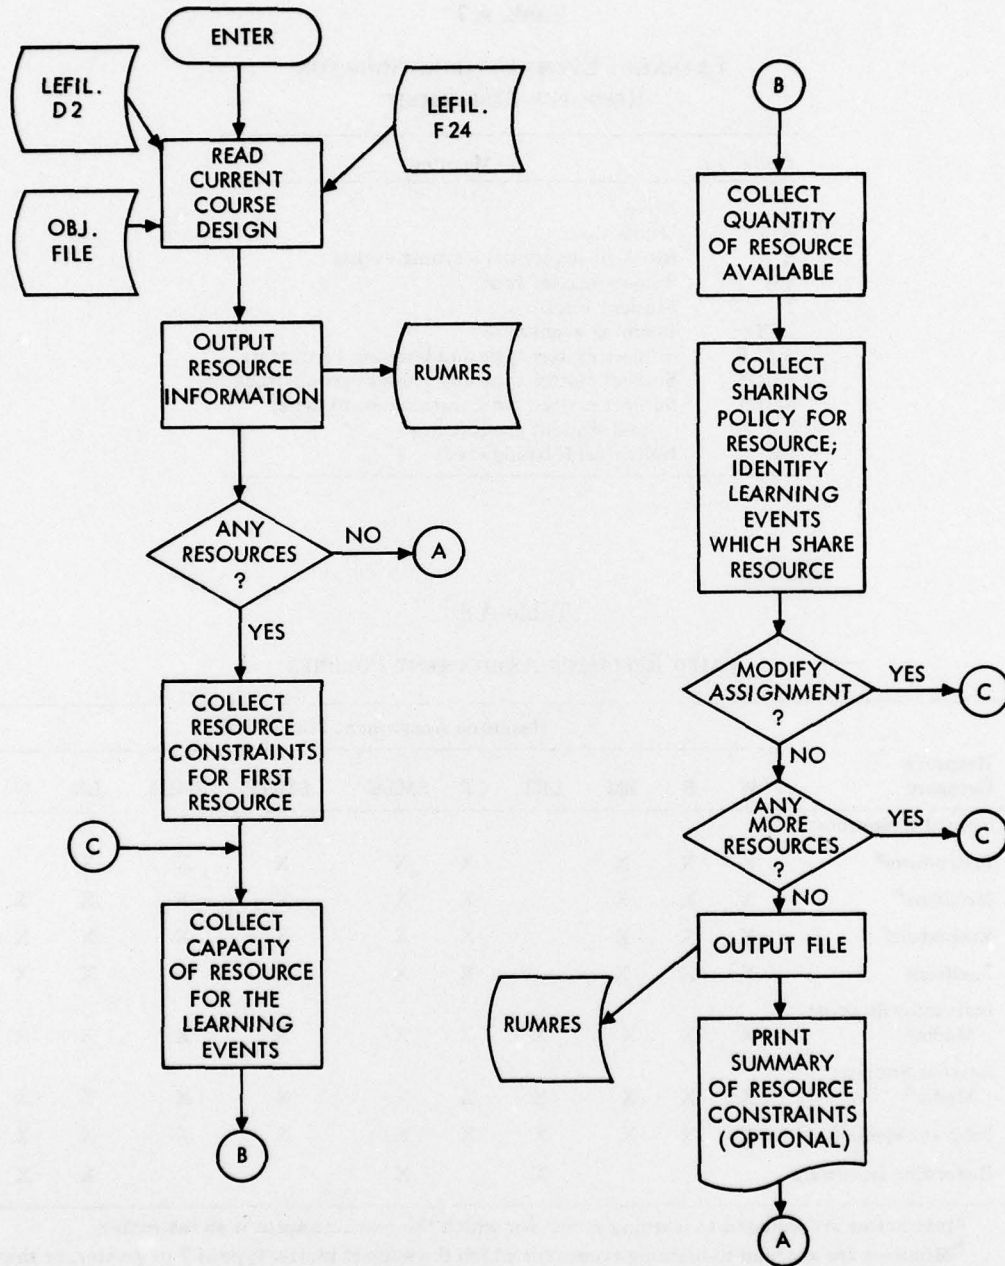 ENTER
LEFIL.
D2
LEFIL.
F24
READ
CURRENT
COURSE
DESIGN
OBJ.
FILE
OUTPUT
RESOURCE
INFORMATION
RUMRES
ANY
RESOURCES
?
NO
A
YES
COLLECT
RESOURCE
CONSTRAINTS
FOR FIRST
RESOURCE
C
COLLECT
CAPACITY
OF RESOURCE
FOR THE
LEARNING
EVENTS
B
B
COLLECT
QUANTITY
OF RESOURCE
AVAILABLE
COLLECT
SHARING
POLICY FOR
RESOURCE;
IDENTIFY
LEARNING
EVENTS
WHICH SHARE
RESOURCE
MODIFY
ASSIGNMENT
?
YES
C
NO
ANY
MORE
RESOURCES
?
YES
C
NO
OUTPUT FILE
RUMRES
PRINT
SUMMARY
OF RESOURCE
CONSTRAINTS
(OPTIONAL)
A